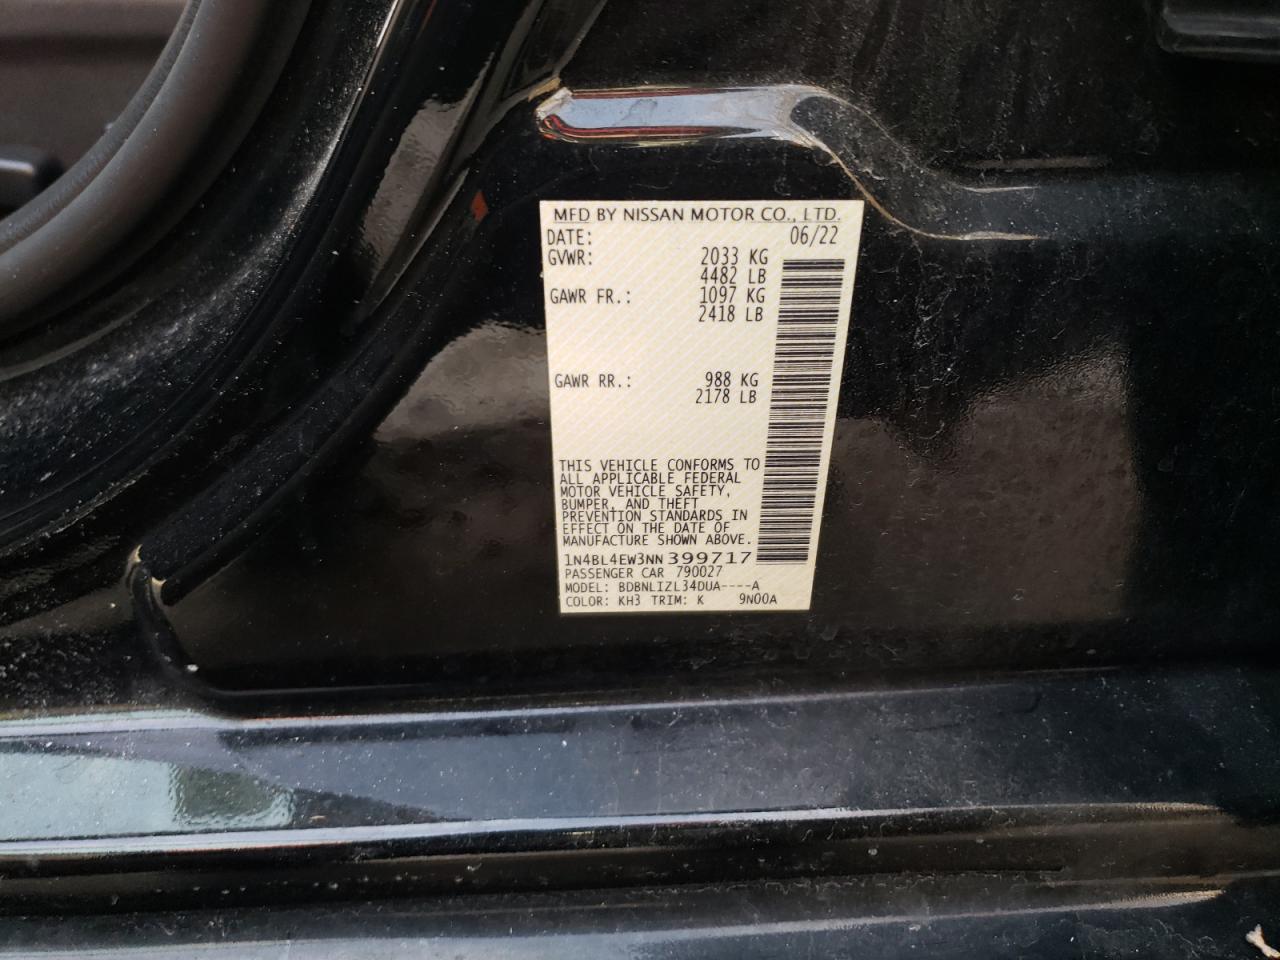 MFD BY NISSAN MOTOR CO., LTD.
DATE: 06/22
GVWR: 2033 KG
4482 LB
GAWR FR.: 1097 KG
2418 LB
GAWR RR.: 988 KG
2178 LB
THIS VEHICLE CONFORMS TO
ALL APPLICABLE FEDERAL
MOTOR VEHICLE SAFETY,
BUMPER, AND THEFT
PREVENTION STANDARDS IN
EFFECT ON THE DATE OF
MANUFACTURE SHOWN ABOVE.
1N4BL4EW3NN 399717
PASSENGER CAR 790027
MODEL: BDBNLIZL34DUA----A
COLOR: KH3 TRIM: K 9N00A